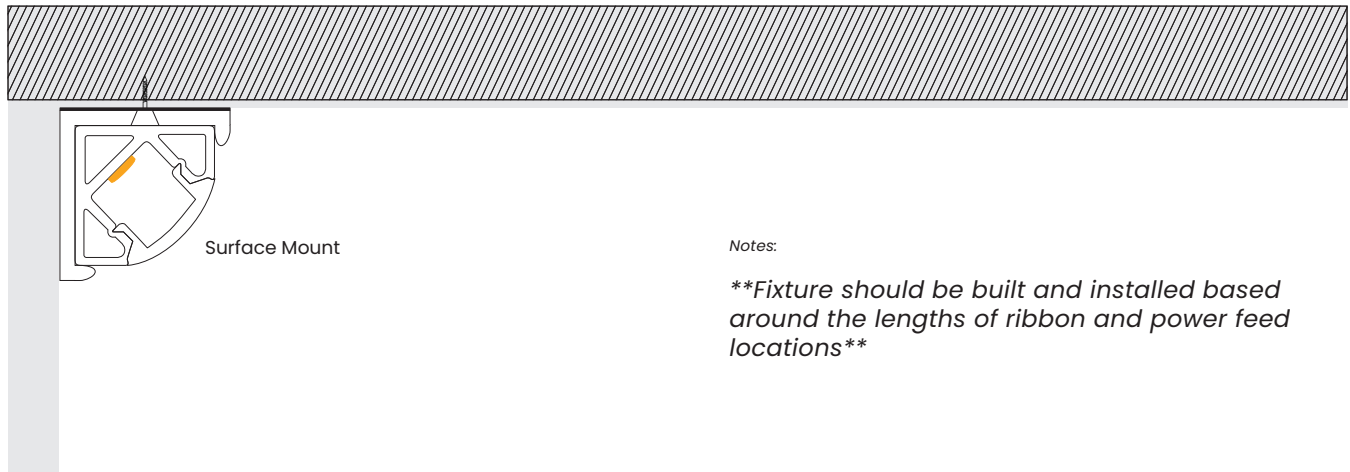 Surface Mount
Notes:
**Fixture should be built and installed based
around the lengths of ribbon and power feed
locations**